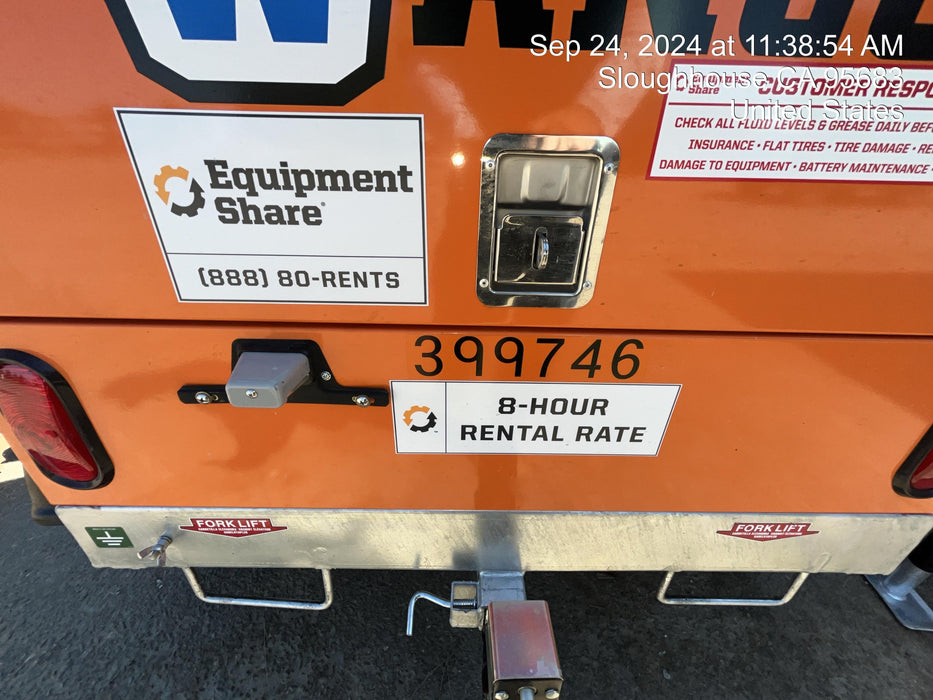 Sep 24, 2024 at 11:38:54 AM
Sloughhouse CA 95683
United States
Equipment
Share
CUSTOMER RESPO
CHECK ALL FLUID LEVELS & GREASE DAILY BEF
INSURANCE • FLAT TIRES • TIRE DAMAGE • RE
DAMAGE TO EQUIPMENT • BATTERY MAINTENANCE •
Equipment
Share
(888) 80-RENTS
399746
8-HOUR
RENTAL RATE
FORK LIFT
FORK LIFT